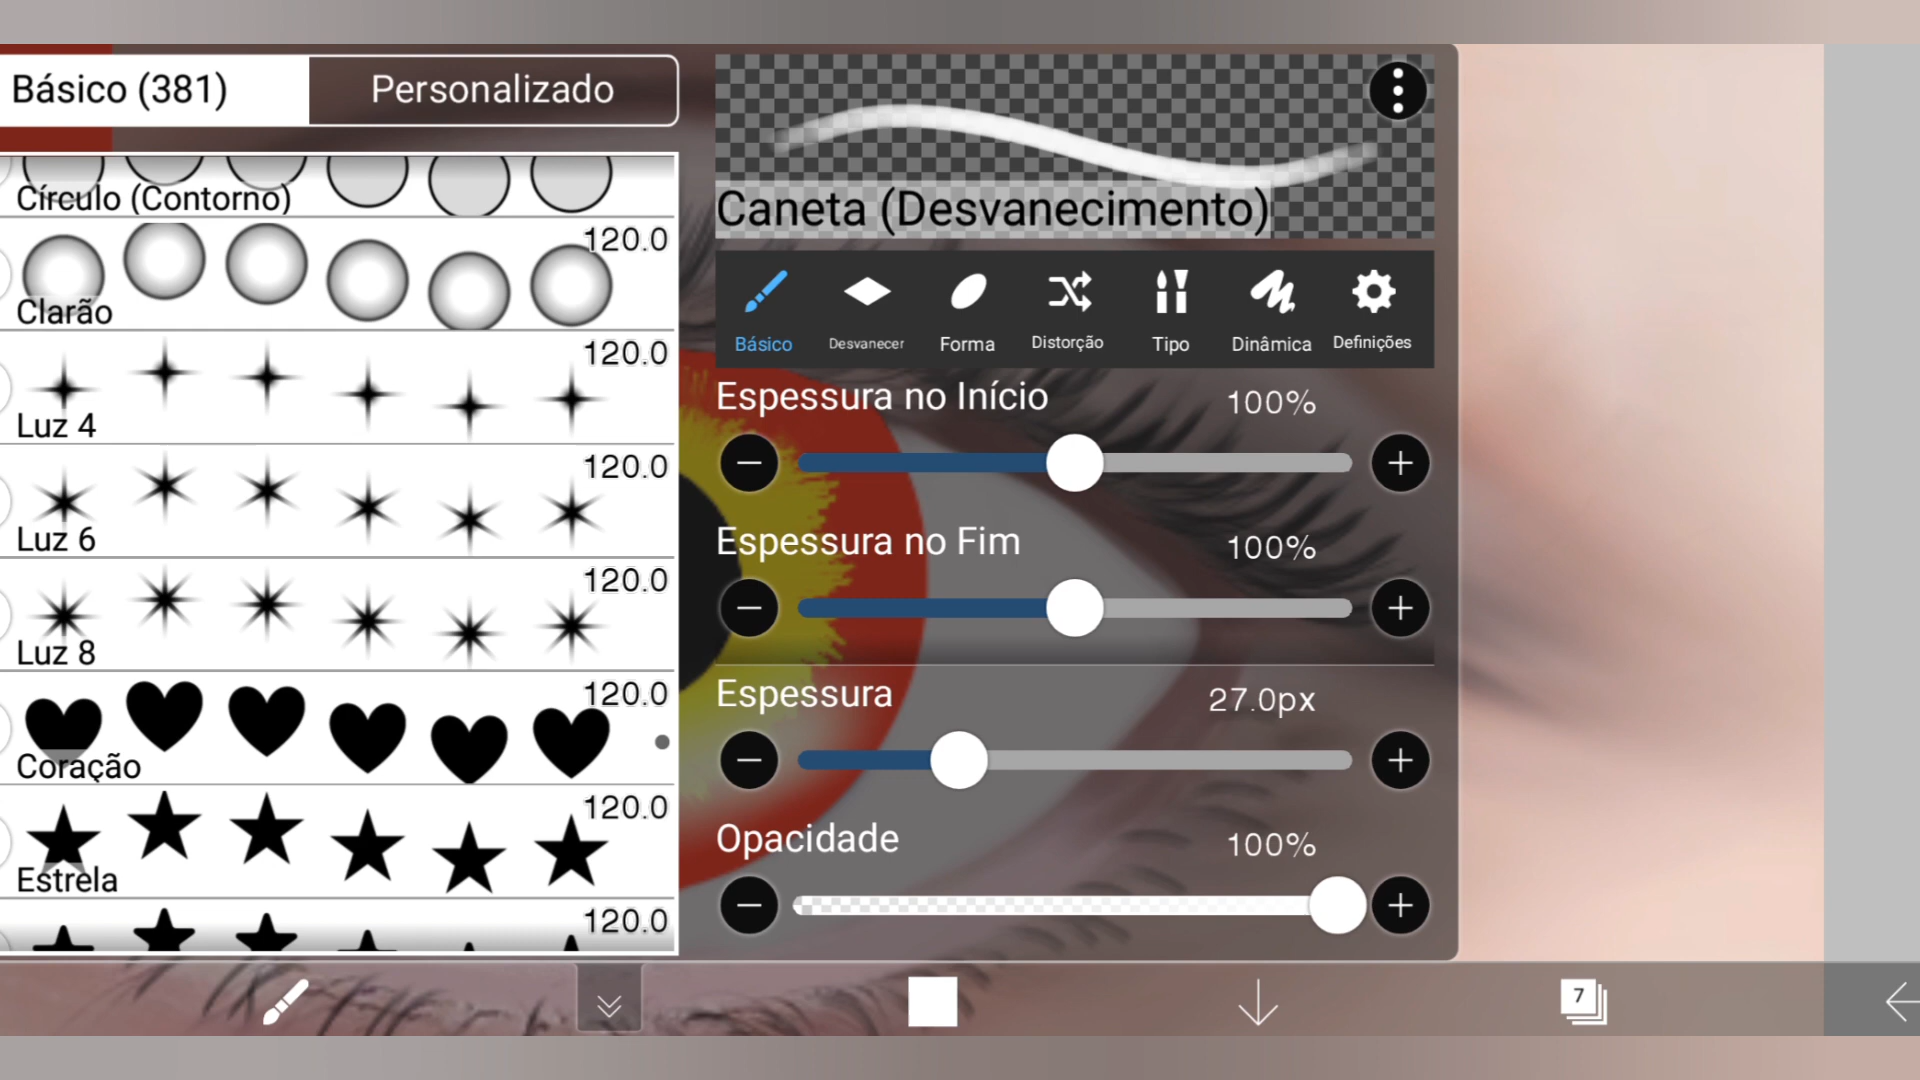 Básico (381)
Personalizado
Círculo (Contorno)
120.0
Clarão
120.0
Luz 4
120.0
Luz 6
120.0
Luz 8
120.0
Coração
120.0
Estrela
120.0
Caneta (Desvanecimento)
Básico
Desvanecer
Forma
Distorção
Tipo
Dinâmica
Definições
Espessura no Início
100%
Espessura no Fim
100%
Espessura
27.0px
Opacidade
100%
7